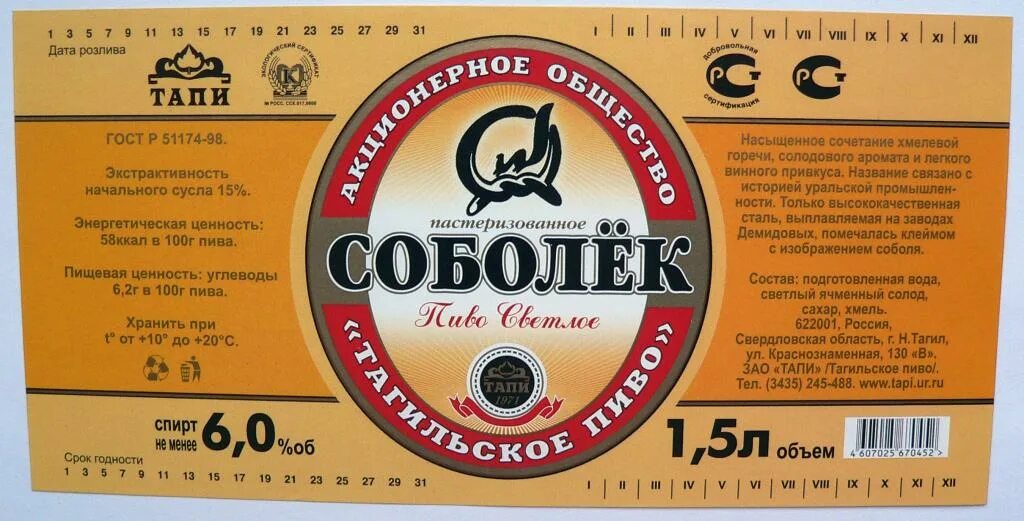 1 3 5 7 9 11 13 15 17 19 21 23 25 27 29 31
Дата розлива
ТАПИ
ЭКОЛОГИЧЕСКИЙ СЕРТИФИКАТ
К
ГОСТ Р 51174-98.
Экстрактивность
начального сусла 15%.
Энергетическая ценность:
58ккал в 100г пива.
Пищевая ценность: углеводы
6,2г в 100г пива.
Хранить при
t° от +10° до +20°С.
спирт
не менее 6,0 %об
Срок годности
1 3 5 7 9 11 13 15 17 19 21 23 25 27 29 31
АКЦИОНЕРНОЕ ОБЩЕСТВО
пастеризованное
СОБОЛЁК
Пиво Светлое
ТАПИ
1971
«ТАГИЛЬСКОЕ ПИВО»
I II III IV V VI VII VIII IX X XI XII
добровольная
РСТ
сертификация
РСТ
Насыщенное сочетание хмелевой
горечи, солодового аромата и легкого
винного привкуса. Название связано с
историей уральской промышлен-
ности. Только высококачественная
сталь, выплавляемая на заводах
Демидовых, помечалась клеймом
с изображением соболя.
Состав: подготовленная вода,
светлый ячменный солод,
сахар, хмель.
622001, Россия,
Свердловская область, г. Н.Тагил,
ул. Краснознаменная, 130 «В».
ЗАО «ТАПИ» /Тагильское пиво/.
Тел. (3435) 245-488. www.tapi.ur.ru
1,5л объем
4 607025 670452 >
I II III IV V VI VII VIII IX X XI XII